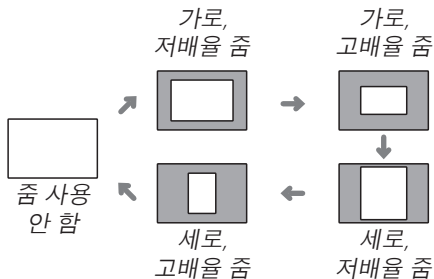 가로,
저배율 줌
가로,
고배율 줌
줌 사용
안 함
세로,
고배율 줌
세로,
저배율 줌